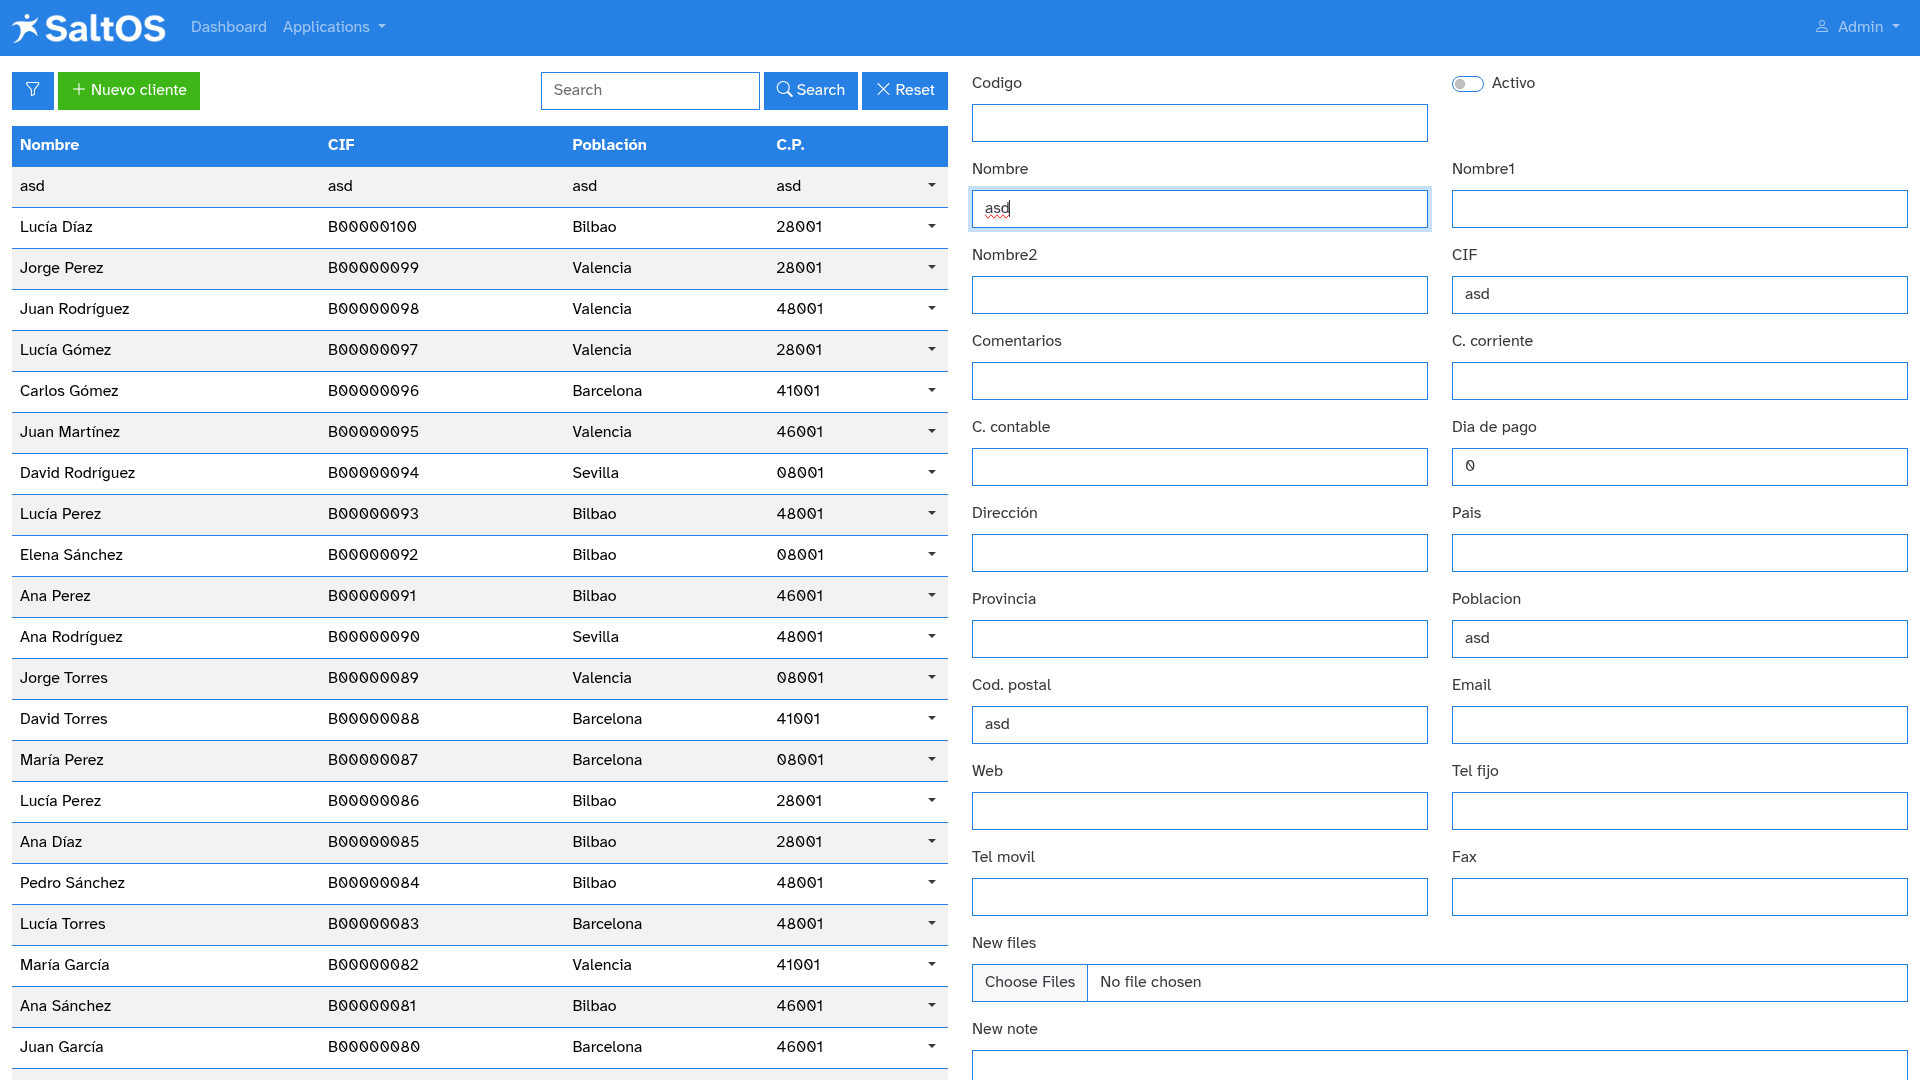 SaltOS
Dashboard Applications
Admin
Nuevo cliente
Search
Search
Reset
Nombre CIF Población C.P.
asd asd asd asd
Lucía Díaz B00000100 Bilbao 28001
Jorge Perez B00000099 Valencia 28001
Juan Rodríguez B00000098 Valencia 48001
Lucía Gómez B00000097 Valencia 28001
Carlos Gómez B00000096 Barcelona 41001
Juan Martínez B00000095 Valencia 46001
David Rodríguez B00000094 Sevilla 08001
Lucía Perez B00000093 Bilbao 48001
Elena Sánchez B00000092 Bilbao 08001
Ana Perez B00000091 Bilbao 46001
Ana Rodríguez B00000090 Sevilla 48001
Jorge Torres B00000089 Valencia 08001
David Torres B00000088 Barcelona 41001
María Perez B00000087 Barcelona 08001
Lucía Perez B00000086 Bilbao 28001
Ana Díaz B00000085 Bilbao 28001
Pedro Sánchez B00000084 Bilbao 48001
Lucía Torres B00000083 Barcelona 48001
María García B00000082 Valencia 41001
Ana Sánchez B00000081 Bilbao 46001
Juan García B00000080 Barcelona 46001
Codigo
Activo
Nombre
asd
Nombre1
Nombre2
CIF
asd
Comentarios
C. corriente
C. contable
Dia de pago
0
Dirección
Pais
Provincia
Poblacion
asd
Cod. postal
asd
Email
Web
Tel fijo
Tel movil
Fax
New files
Choose Files No file chosen
New note